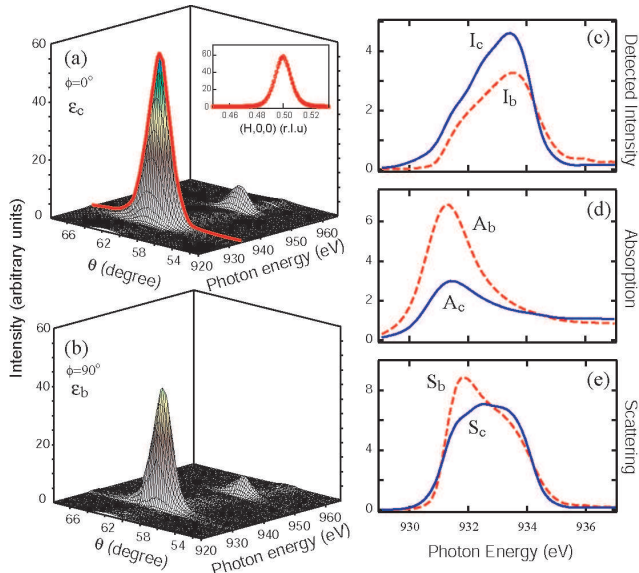 (a)
ϕ=0°
εc
Intensity (arbitrary units)
60
40
20
0
66
62
58
54
θ (degree)
920
930
940
950
960
Photon energy (eV)
60
40
20
0
0.46
0.48
0.50
0.52
(H,0,0) (r.l.u)
(b)
ϕ=90°
εb
60
40
20
0
66
62
58
54
θ (degree)
920
930
940
950
960
Photon energy (eV)
(c)
Ic
Ib
4
2
0
Detected Intensity
(d)
Ab
Ac
6
4
2
0
Absorption
(e)
Sb
Sc
8
4
0
Scattering
930
932
934
936
Photon Energy (eV)